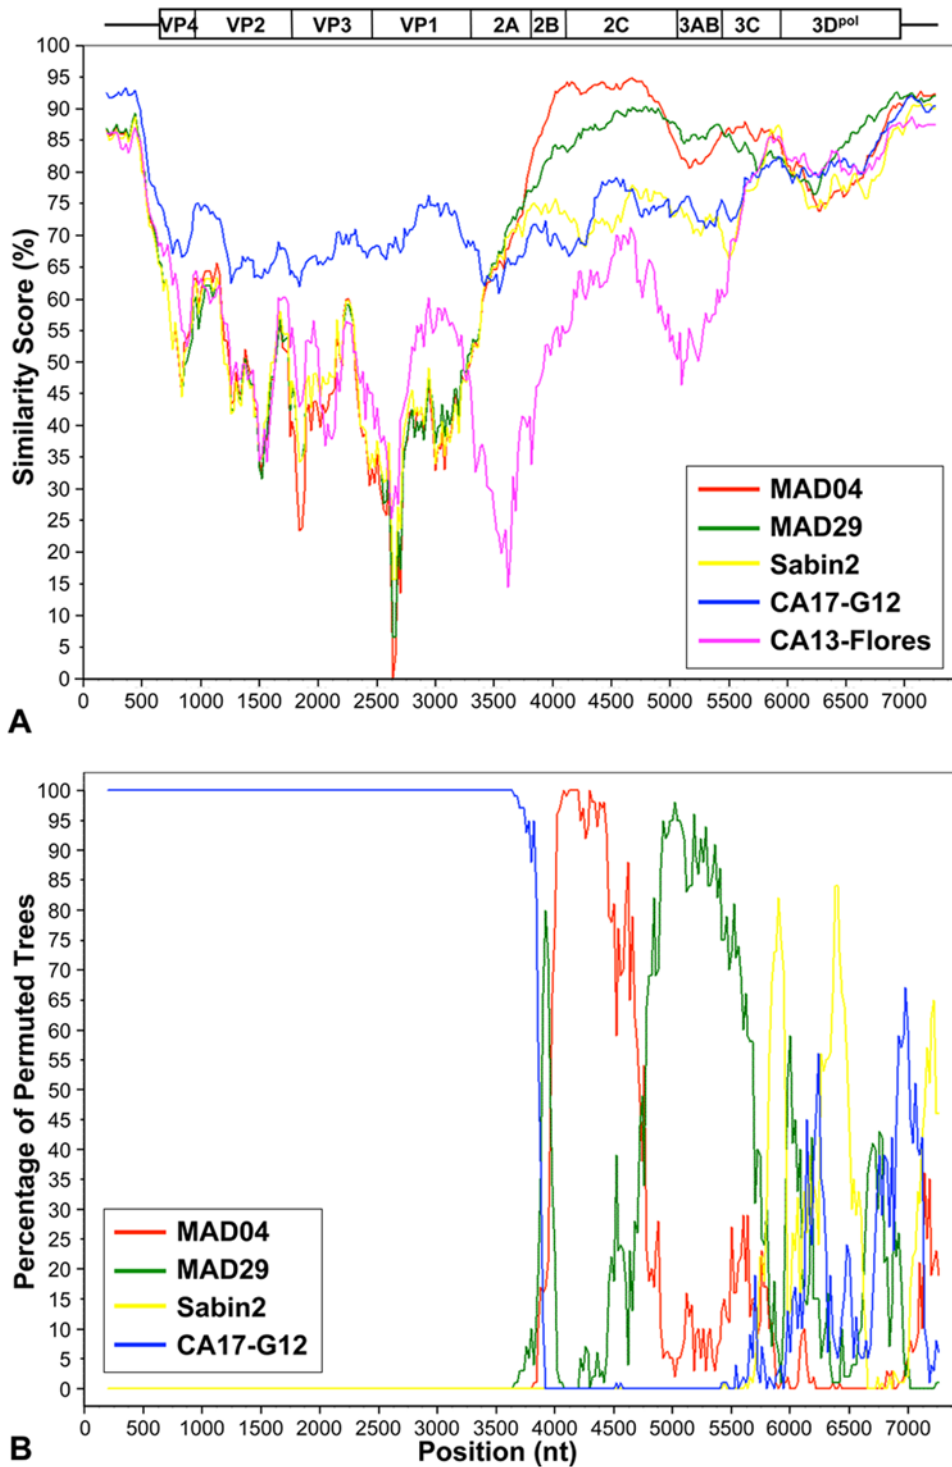 VP4 VP2 VP3 VP1 2A 2B 2C 3AB 3C 3Dpol
100
95
90
85
80
75
70
65
60
55
50
45
40
35
30
25
20
15
10
5
0
Similarity Score (%)
MAD04
MAD29
Sabin2
CA17-G12
CA13-Flores
0 500 1000 1500 2000 2500 3000 3500 4000 4500 5000 5500 6000 6500 7000
A
100
95
90
85
80
75
70
65
60
55
50
45
40
35
30
25
20
15
10
5
0
Percentage of Permuted Trees
MAD04
MAD29
Sabin2
CA17-G12
0 500 1000 1500 2000 2500 3000 3500 4000 4500 5000 5500 6000 6500 7000
B
Position (nt)